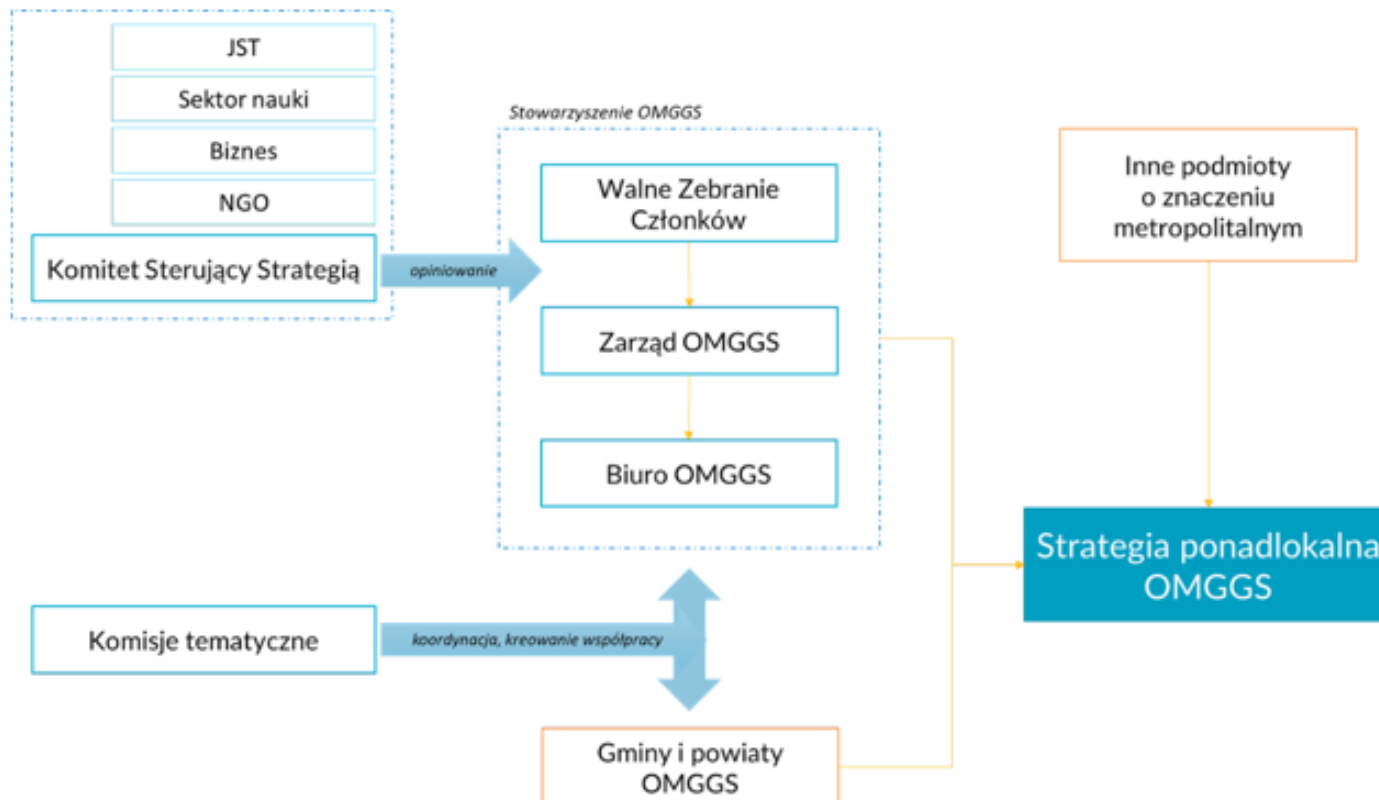 JST
Sektor nauki
Biznes
NGO
Komitet Sterujący Strategią
opiniowanie
Stowarzyszenie OMGGS
Walne Zebranie
Członków
Zarząd OMGGS
Biuro OMGGS
Inne podmioty
o znaczeniu
metropolitalnym
Strategia ponadlokalna
OMGGS
Komisje tematyczne
koordynacja, kreowanie współpracy
Gminy i powiaty
OMGGS